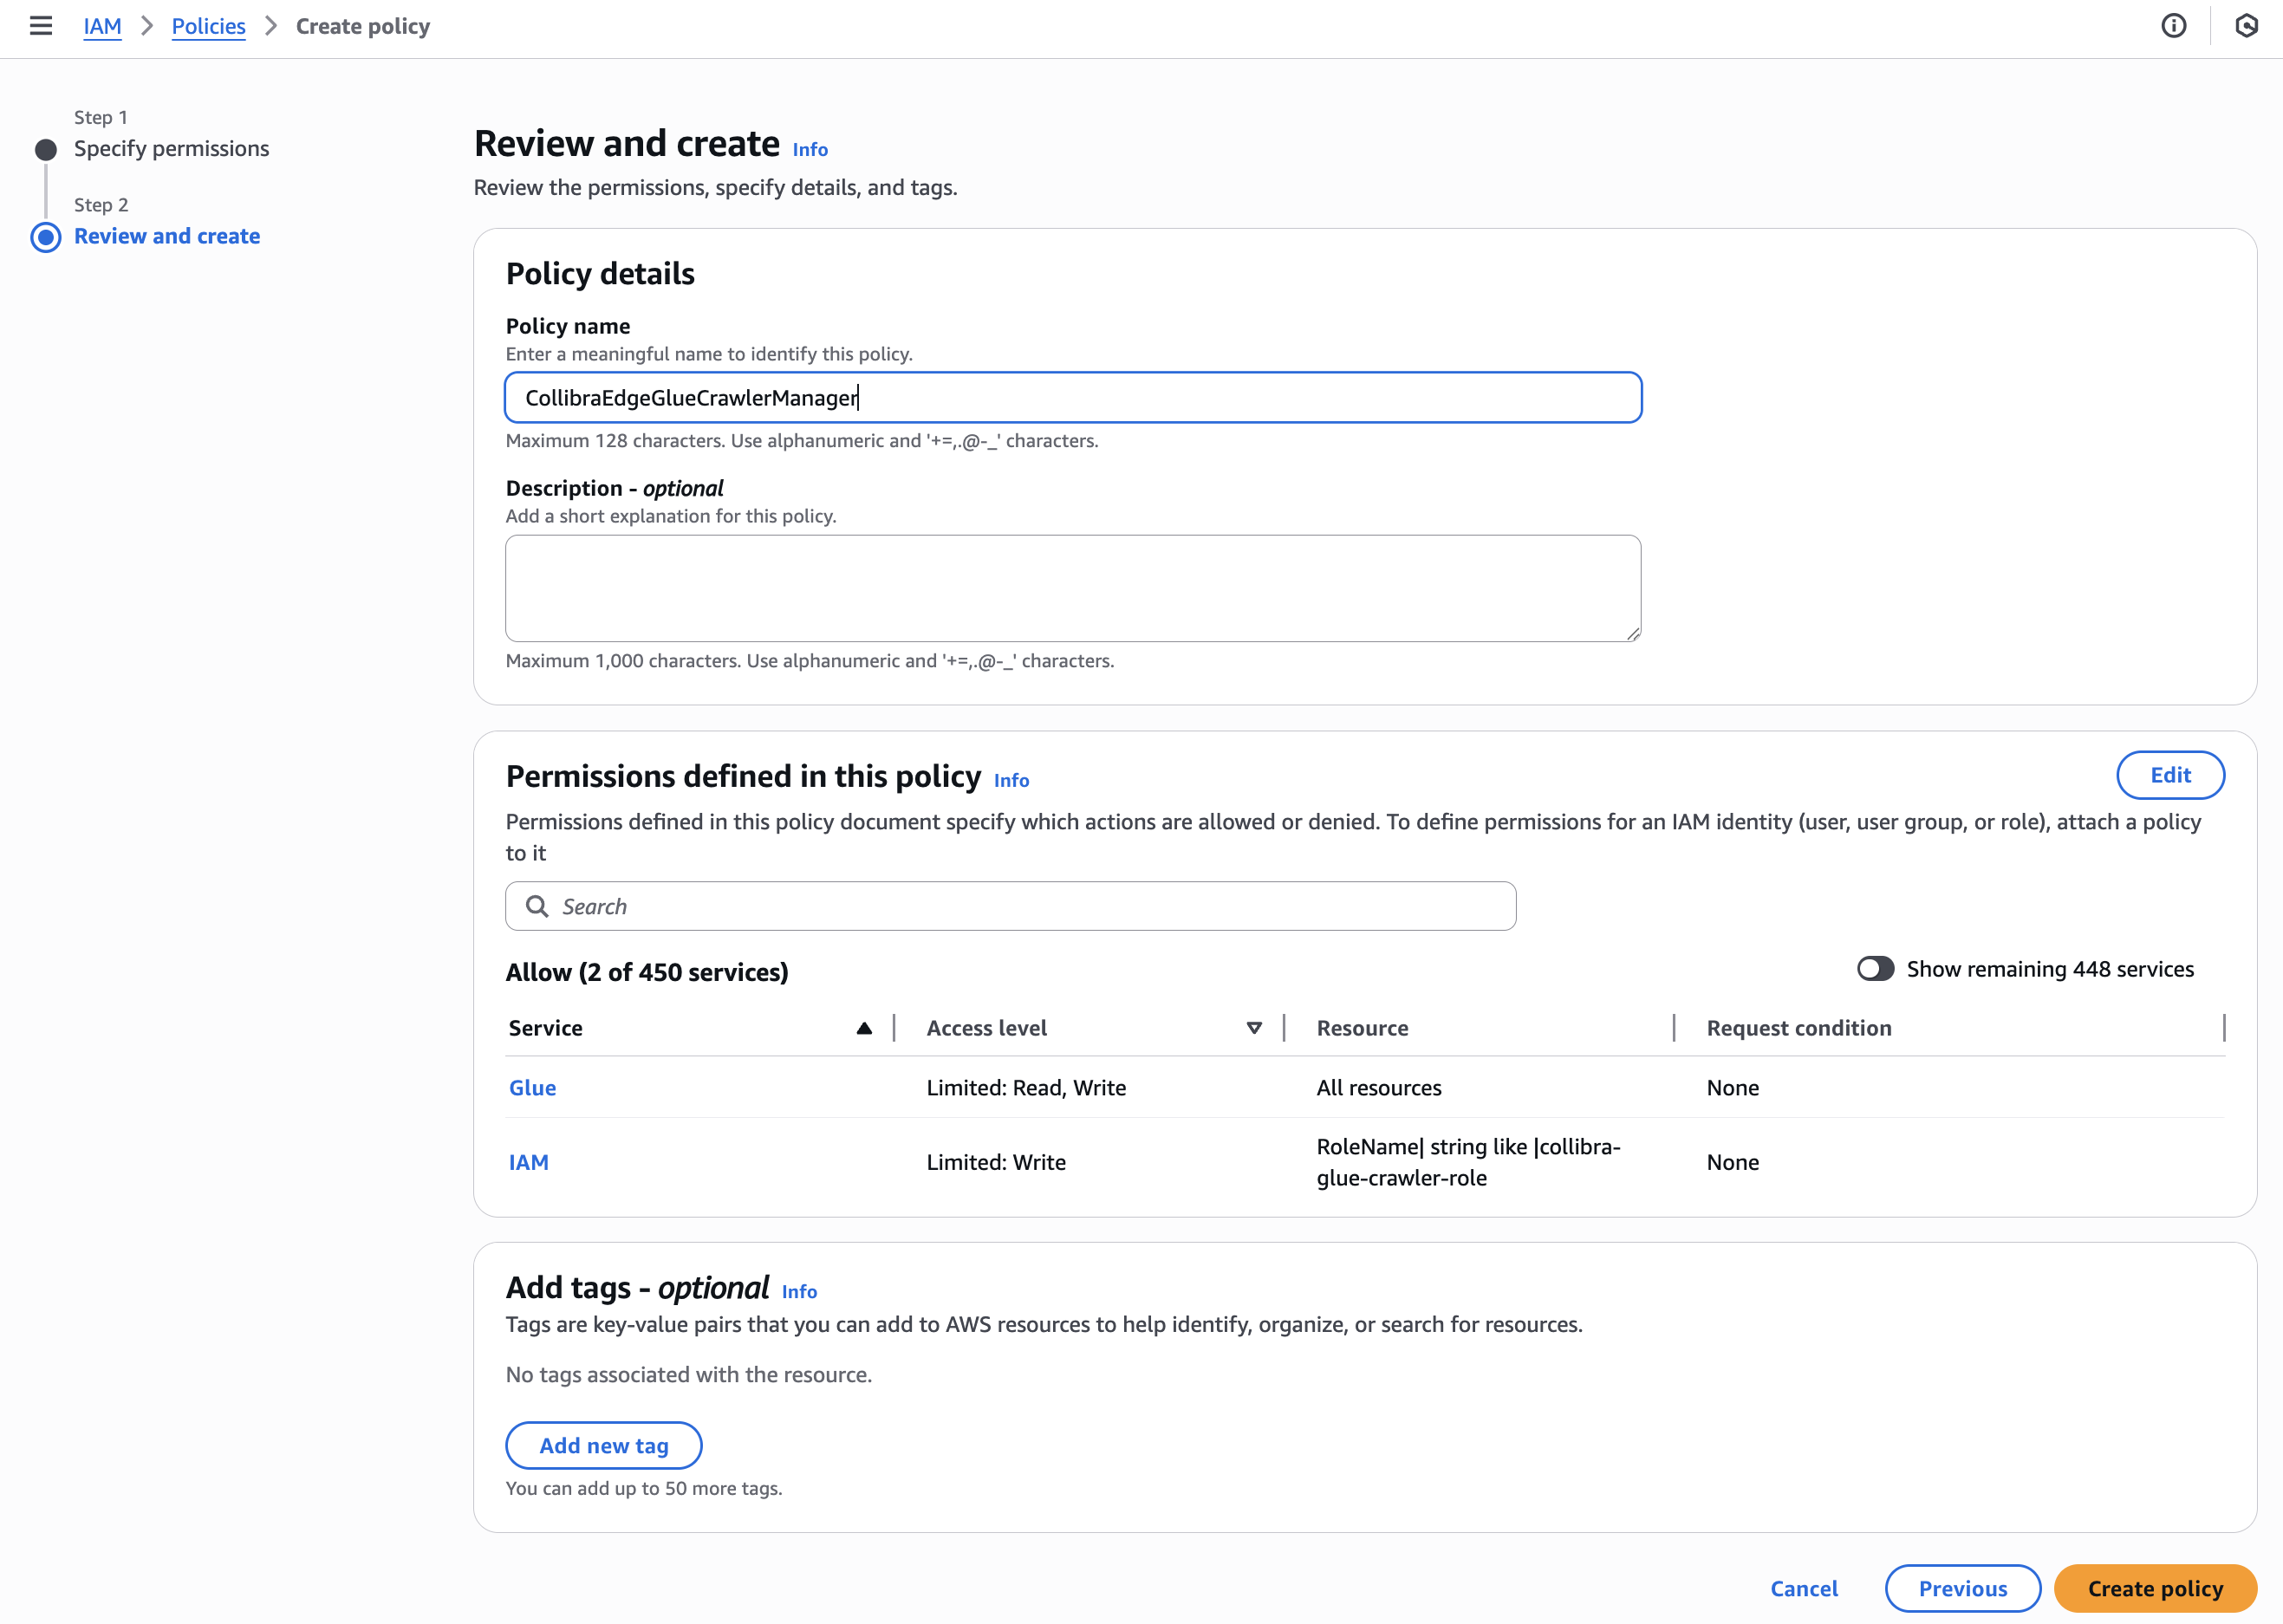 IAM > Policies > Create policy
Step 1
Specify permissions
Step 2
Review and create
Review and create Info
Review the permissions, specify details, and tags.
Policy details
Policy name
Enter a meaningful name to identify this policy.
CollibraEdgeGlueCrawlerManager
Maximum 128 characters. Use alphanumeric and '+=,.@-_' characters.
Description - optional
Add a short explanation for this policy.
Maximum 1,000 characters. Use alphanumeric and '+=,.@-_' characters.
Permissions defined in this policy Info
Edit
Permissions defined in this policy document specify which actions are allowed or denied. To define permissions for an IAM identity (user, user group, or role), attach a policy
to it
Search
Allow (2 of 450 services)
Show remaining 448 services
Service Access level Resource Request condition
Glue Limited: Read, Write All resources None
IAM Limited: Write RoleName| string like |collibra-
glue-crawler-role None
Add tags - optional Info
Tags are key-value pairs that you can add to AWS resources to help identify, organize, or search for resources.
No tags associated with the resource.
Add new tag
You can add up to 50 more tags.
Cancel Previous Create policy